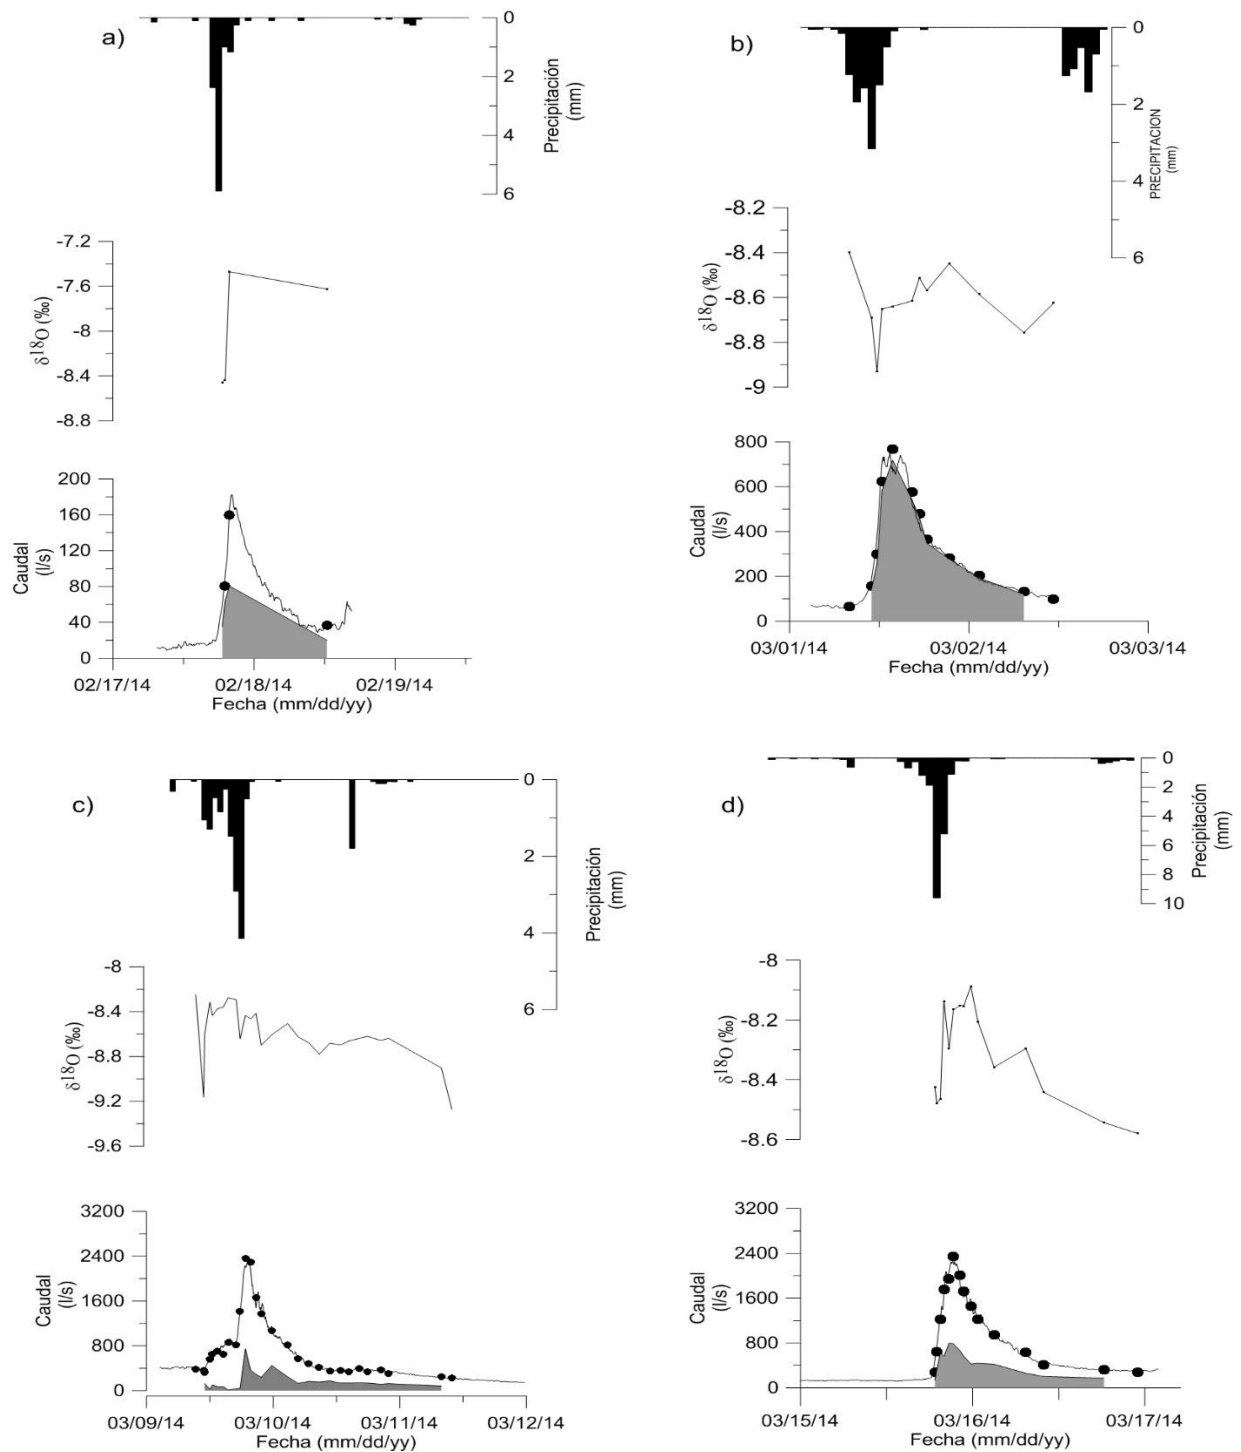 a)
0
2
4
6
Precipitación
(mm)
-7.2
-7.6
-8
-8.4
-8.8
δ18O (‰)
200
160
120
80
40
0
Caudal
(l/s)
02/17/14
02/18/14
02/19/14
Fecha (mm/dd/yy)
b)
0
2
4
6
PRECIPITACION
(mm)
-8.2
-8.4
-8.6
-8.8
-9
δ18O (‰)
800
600
400
200
0
Caudal
(l/s)
03/01/14
03/02/14
03/03/14
Fecha (mm/dd/yy)
c)
0
2
4
6
Precipitación
(mm)
-8
-8.4
-8.8
-9.2
-9.6
δ18O (‰)
3200
2400
1600
800
0
Caudal
(l/s)
03/09/14
03/10/14
03/11/14
03/12/14
Fecha (mm/dd/yy)
d)
0
2
4
6
8
10
Precipitación
(mm)
-8
-8.2
-8.4
-8.6
δ18O (‰)
3200
2400
1600
800
0
Caudal
(l/s)
03/15/14
03/16/14
03/17/14
Fecha (mm/dd/yy)